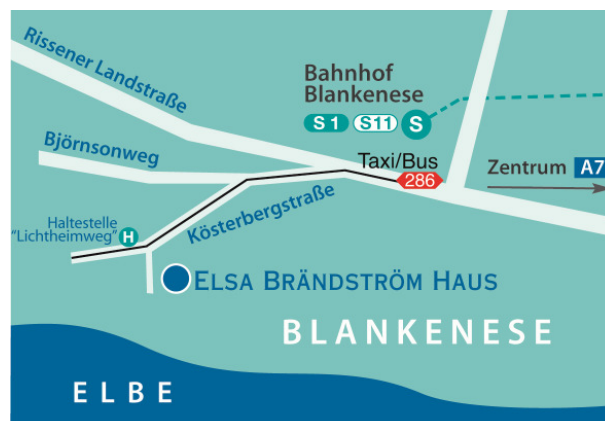 Rissener Landstraße
Bahnhof
Blankenese
S 1 S11 S
Björnsonweg
Taxi/Bus
286
Zentrum A7
Kösterbergstraße
Haltestelle
"Lichtheimweg" H
ELSA BRÄNDSTRÖM HAUS
BLANKENESE
ELBE